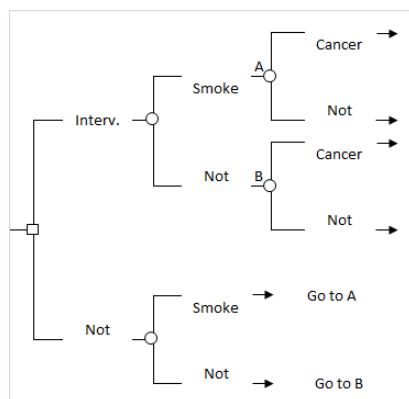 Cancer
A
Smoke
Not
Interv.
Cancer
Not
B
Not
Smoke
Go to A
Not
Not
Go to B